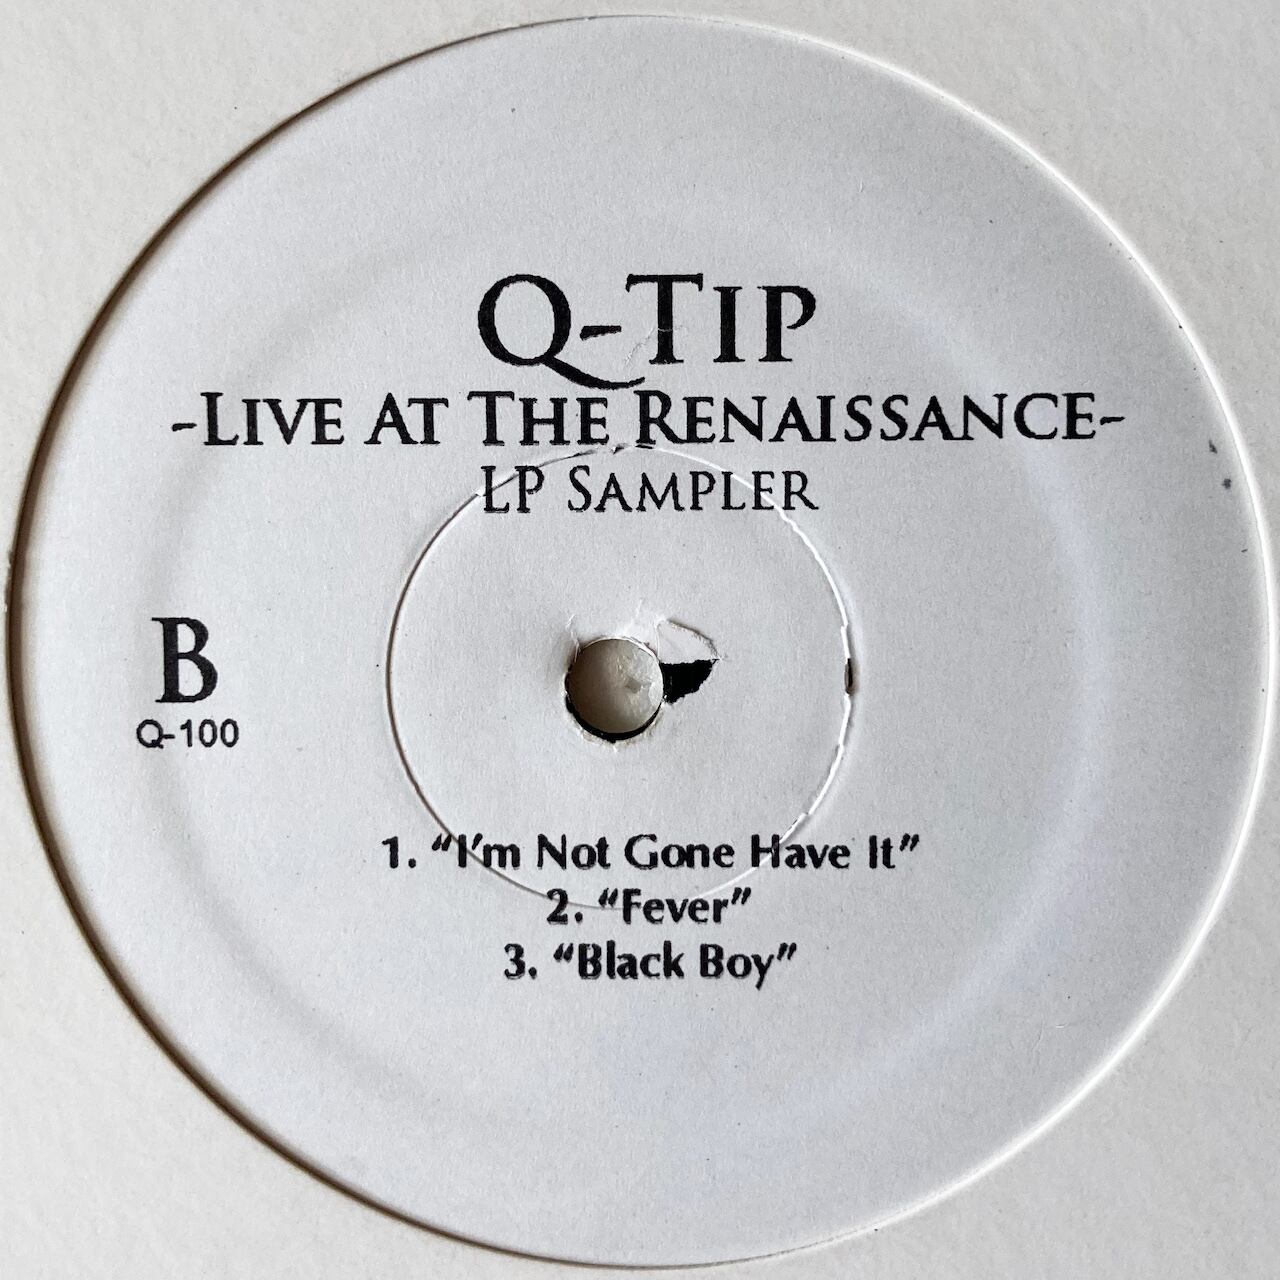 Q-Tip
-Live At The Renaissance-
LP Sampler
B
Q-100
1. “I’m Not Gone Have It”
2. “Fever”
3. “Black Boy”